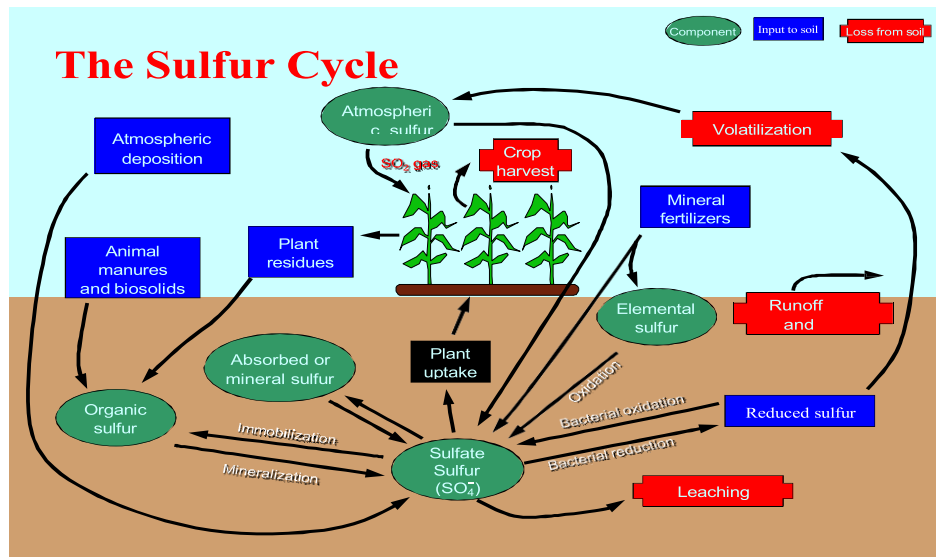 Component
Input to soil
Loss from soil
The Sulfur Cycle
Atmospheri
c sulfur
Atmospheric
deposition
Volatilization
SO₂ gas
Crop
harvest
Mineral
fertilizers
Animal
manures
and biosolids
Plant
residues
Elemental
sulfur
Runoff
and
Absorbed or
mineral sulfur
Plant
uptake
Oxidation
Organic
sulfur
Bacterial oxidation
Reduced sulfur
Immobilization
Mineralization
Sulfate
Sulfur
(SO₄⁻)
Bacterial reduction
Leaching